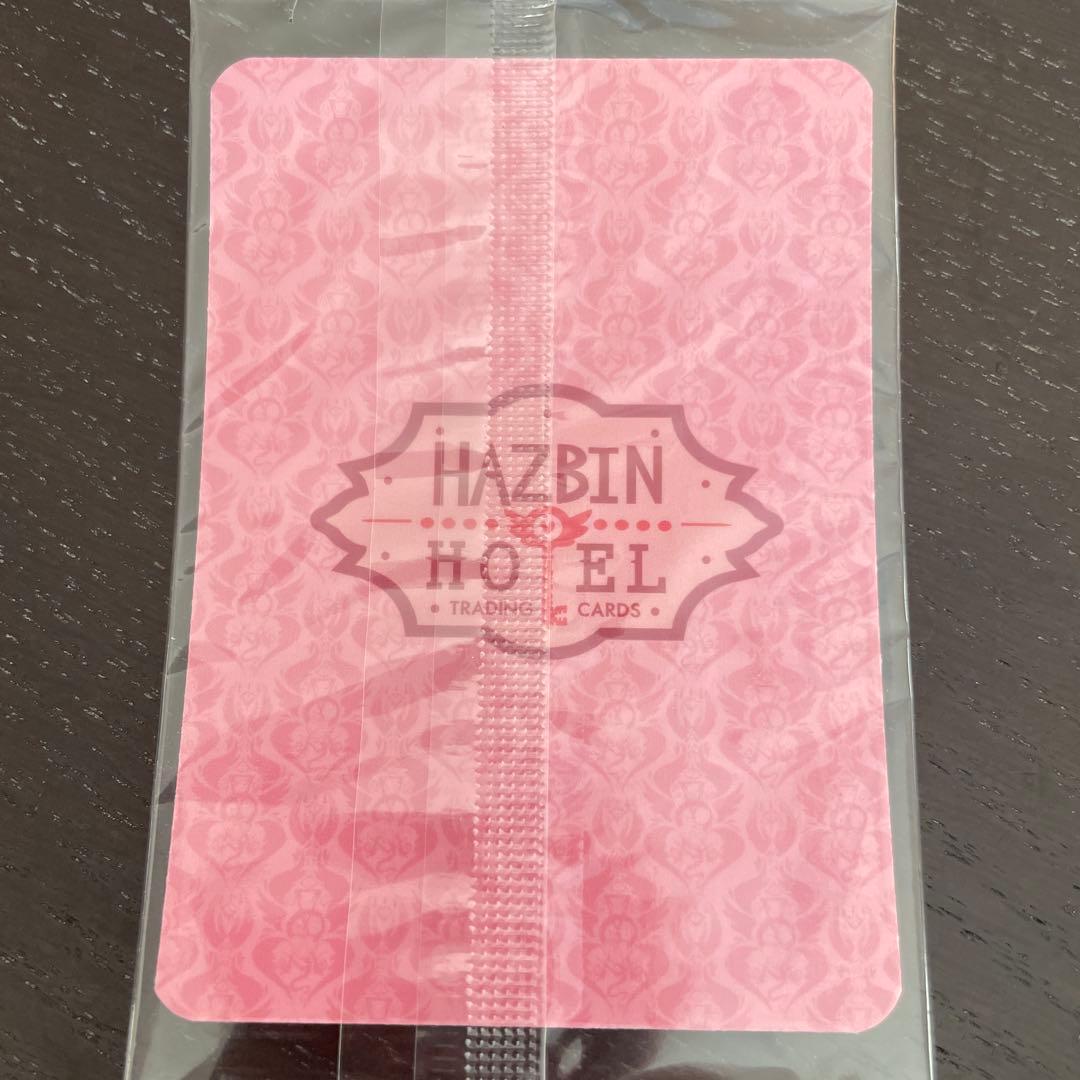 HAZBIN
HOTEL
• TRADING CARDS •